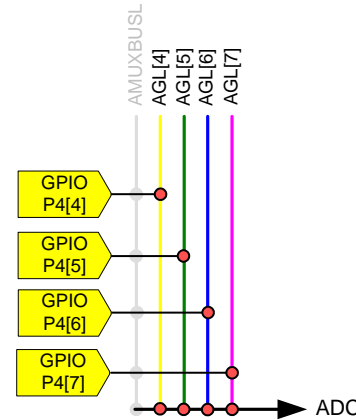 AMUXBUSL
AGL[4]
AGL[5]
AGL[6]
AGL[7]
GPIO
P4[4]
GPIO
P4[5]
GPIO
P4[6]
GPIO
P4[7]
ADC